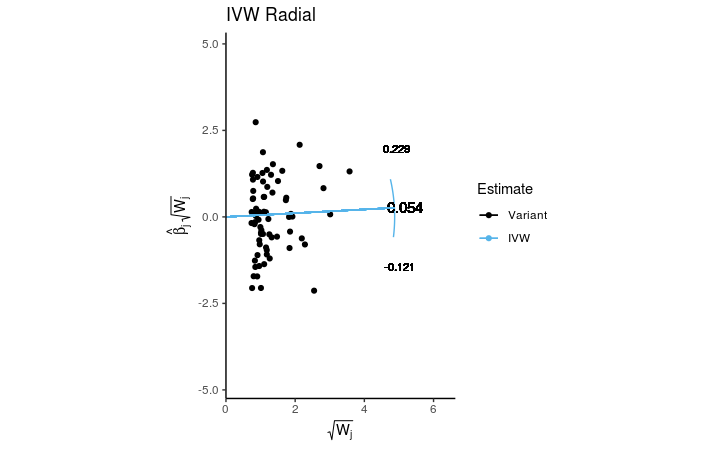 IVW Radial
5.0
2.5
0.0
-2.5
-5.0
β̂j√Wj
0.229
0.054
-0.121
0
2
4
6
√Wj
Estimate
Variant
IVW